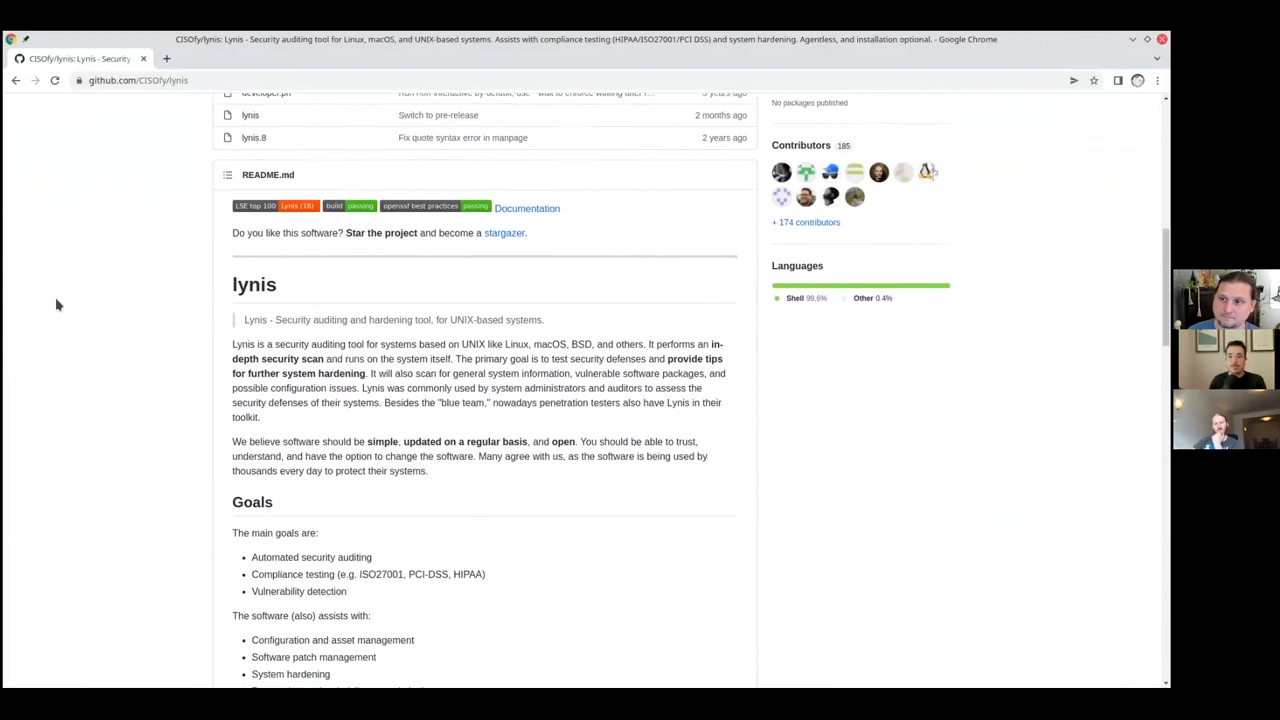 CISOfy/lynis: Lynis - Security auditing tool for Linux, macOS, and UNIX-based systems. Assists with compliance testing (HIPAA/ISO27001/PCI DSS) and system hardening. Agentless, and installation optional. - Google Chrome
CISOfy/lynis: Lynis - Security
github.com/CISOfy/lynis
lynis
Switch to pre-release
2 months ago
lynis.8
Fix quote syntax error in manpage
2 years ago
README.md
LSE top 100 Lynis (18) build passing openssf best practices passing Documentation
Do you like this software? Star the project and become a stargazer.
lynis
Lynis - Security auditing and hardening tool, for UNIX-based systems.
Lynis is a security auditing tool for systems based on UNIX like Linux, macOS, BSD, and others. It performs an in-
depth security scan and runs on the system itself. The primary goal is to test security defenses and provide tips
for further system hardening. It will also scan for general system information, vulnerable software packages, and
possible configuration issues. Lynis was commonly used by system administrators and auditors to assess the
security defenses of their systems. Besides the "blue team," nowadays penetration testers also have Lynis in their
toolkit.
We believe software should be simple, updated on a regular basis, and open. You should be able to trust,
understand, and have the option to change the software. Many agree with us, as the software is being used by
thousands every day to protect their systems.
Goals
The main goals are:
• Automated security auditing
• Compliance testing (e.g. ISO27001, PCI-DSS, HIPAA)
• Vulnerability detection
The software (also) assists with:
• Configuration and asset management
• Software patch management
• System hardening
No packages published
Contributors 185
+ 174 contributors
Languages
Shell 99.6%
Other 0.4%